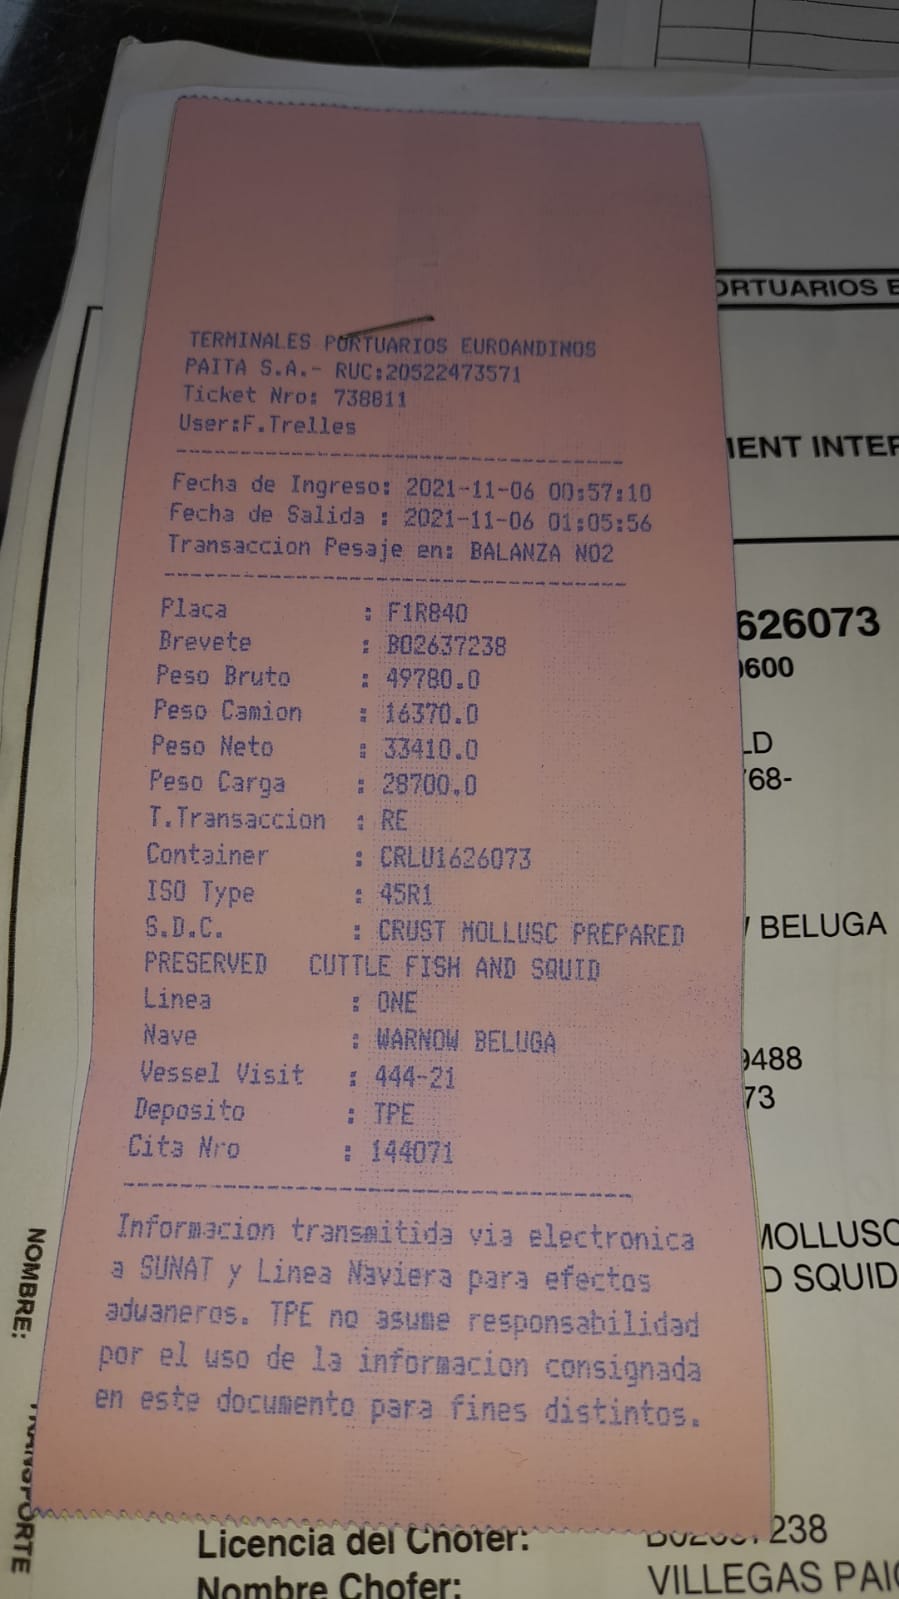 TERMINALES PORTUARIOS EUROANDINOS
PAITA S.A.- RUC:20522473571
Ticket Nro: 738811
User:F.Trelles
-----------------------------------------
Fecha de Ingreso: 2021-11-06 00:57:10
Fecha de Salida : 2021-11-06 01:05:56
Transaccion Pesaje en: BALANZA NO2
-----------------------------------------
Placa : F1R840
Brevete : B02637238
Peso Bruto : 49780.0
Peso Camion : 16370.0
Peso Neto : 33410.0
Peso Carga : 28700.0
T.Transaccion : RE
Container : CRLU1626073
ISO Type : 45R1
S.D.C. : CRUST MOLLUSC PREPARED
PRESERVED CUTTLE FISH AND SQUID
Linea : ONE
Nave : WARNOW BELUGA
Vessel Visit : 444-21
Deposito : TPE
Cita Nro : 144071
-----------------------------------------
Informacion transmitida via electronica
a SUNAT y Linea Naviera para efectos
aduaneros. TPE no asume responsabilidad
por el uso de la informacion consignada
en este documento para fines distintos.
ORTUARIOS E
MENT INTER
626073
0600
LD
768-
BELUGA
9488
73
MOLLUSC
D SQUID
NOMBRE:
TRANSPORTE
Licencia del Chofer: 238
Nombre Chofer: VILLEGAS PAI